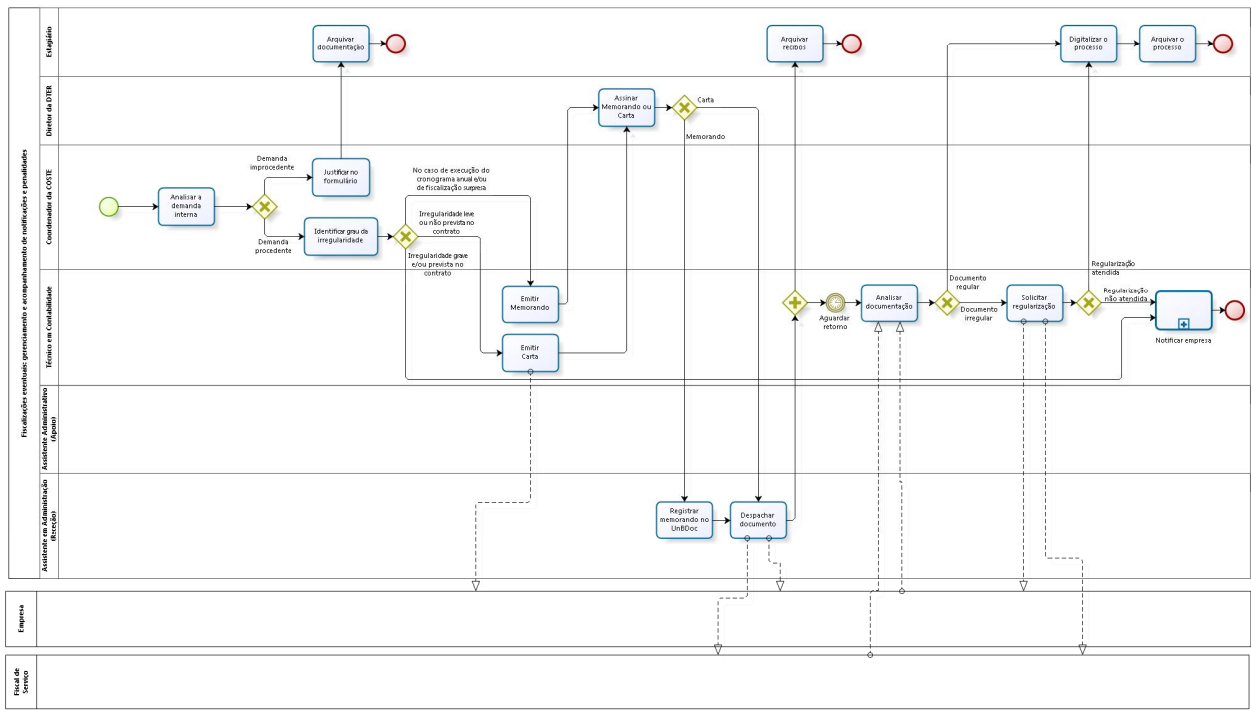 Fiscalizações eventuais: gerenciamento e acompanhamento de notificações e penalidades
Estagiário
Arquivar
documentação
Arquivar
recibos
Digitalizar o
processo
Arquivar o
processo
Diretor da DTER
Assinar
Memorando ou
Carta
Carta
Memorando
Coordenador da COSTE
Analisar a
demanda
interna
Demanda
improcedente
Demanda
procedente
Justificar no
formulário
Identificar grau da
irregularidade
No caso de execução do
cronograma anual e/ou
de fiscalização surpresa
Irregularidade leve
ou não prevista no
contrato
Irregularidade grave
e/ou prevista no
contrato
Técnico em Contabilidade
Emitir
Memorando
Emitir
Carta
Aguardar
retorno
Analisar
documentação
Documento
regular
Documento
irregular
Solicitar
regularização
Regularização
atendida
Regularização
não atendida
Notificar empresa
Assistente Administrativo
(Apoio)
Assistente em Administração
(Recepção)
Registrar
memorando no
UnBDoc
Despachar
documento
Empresa
Fiscal de
Serviço